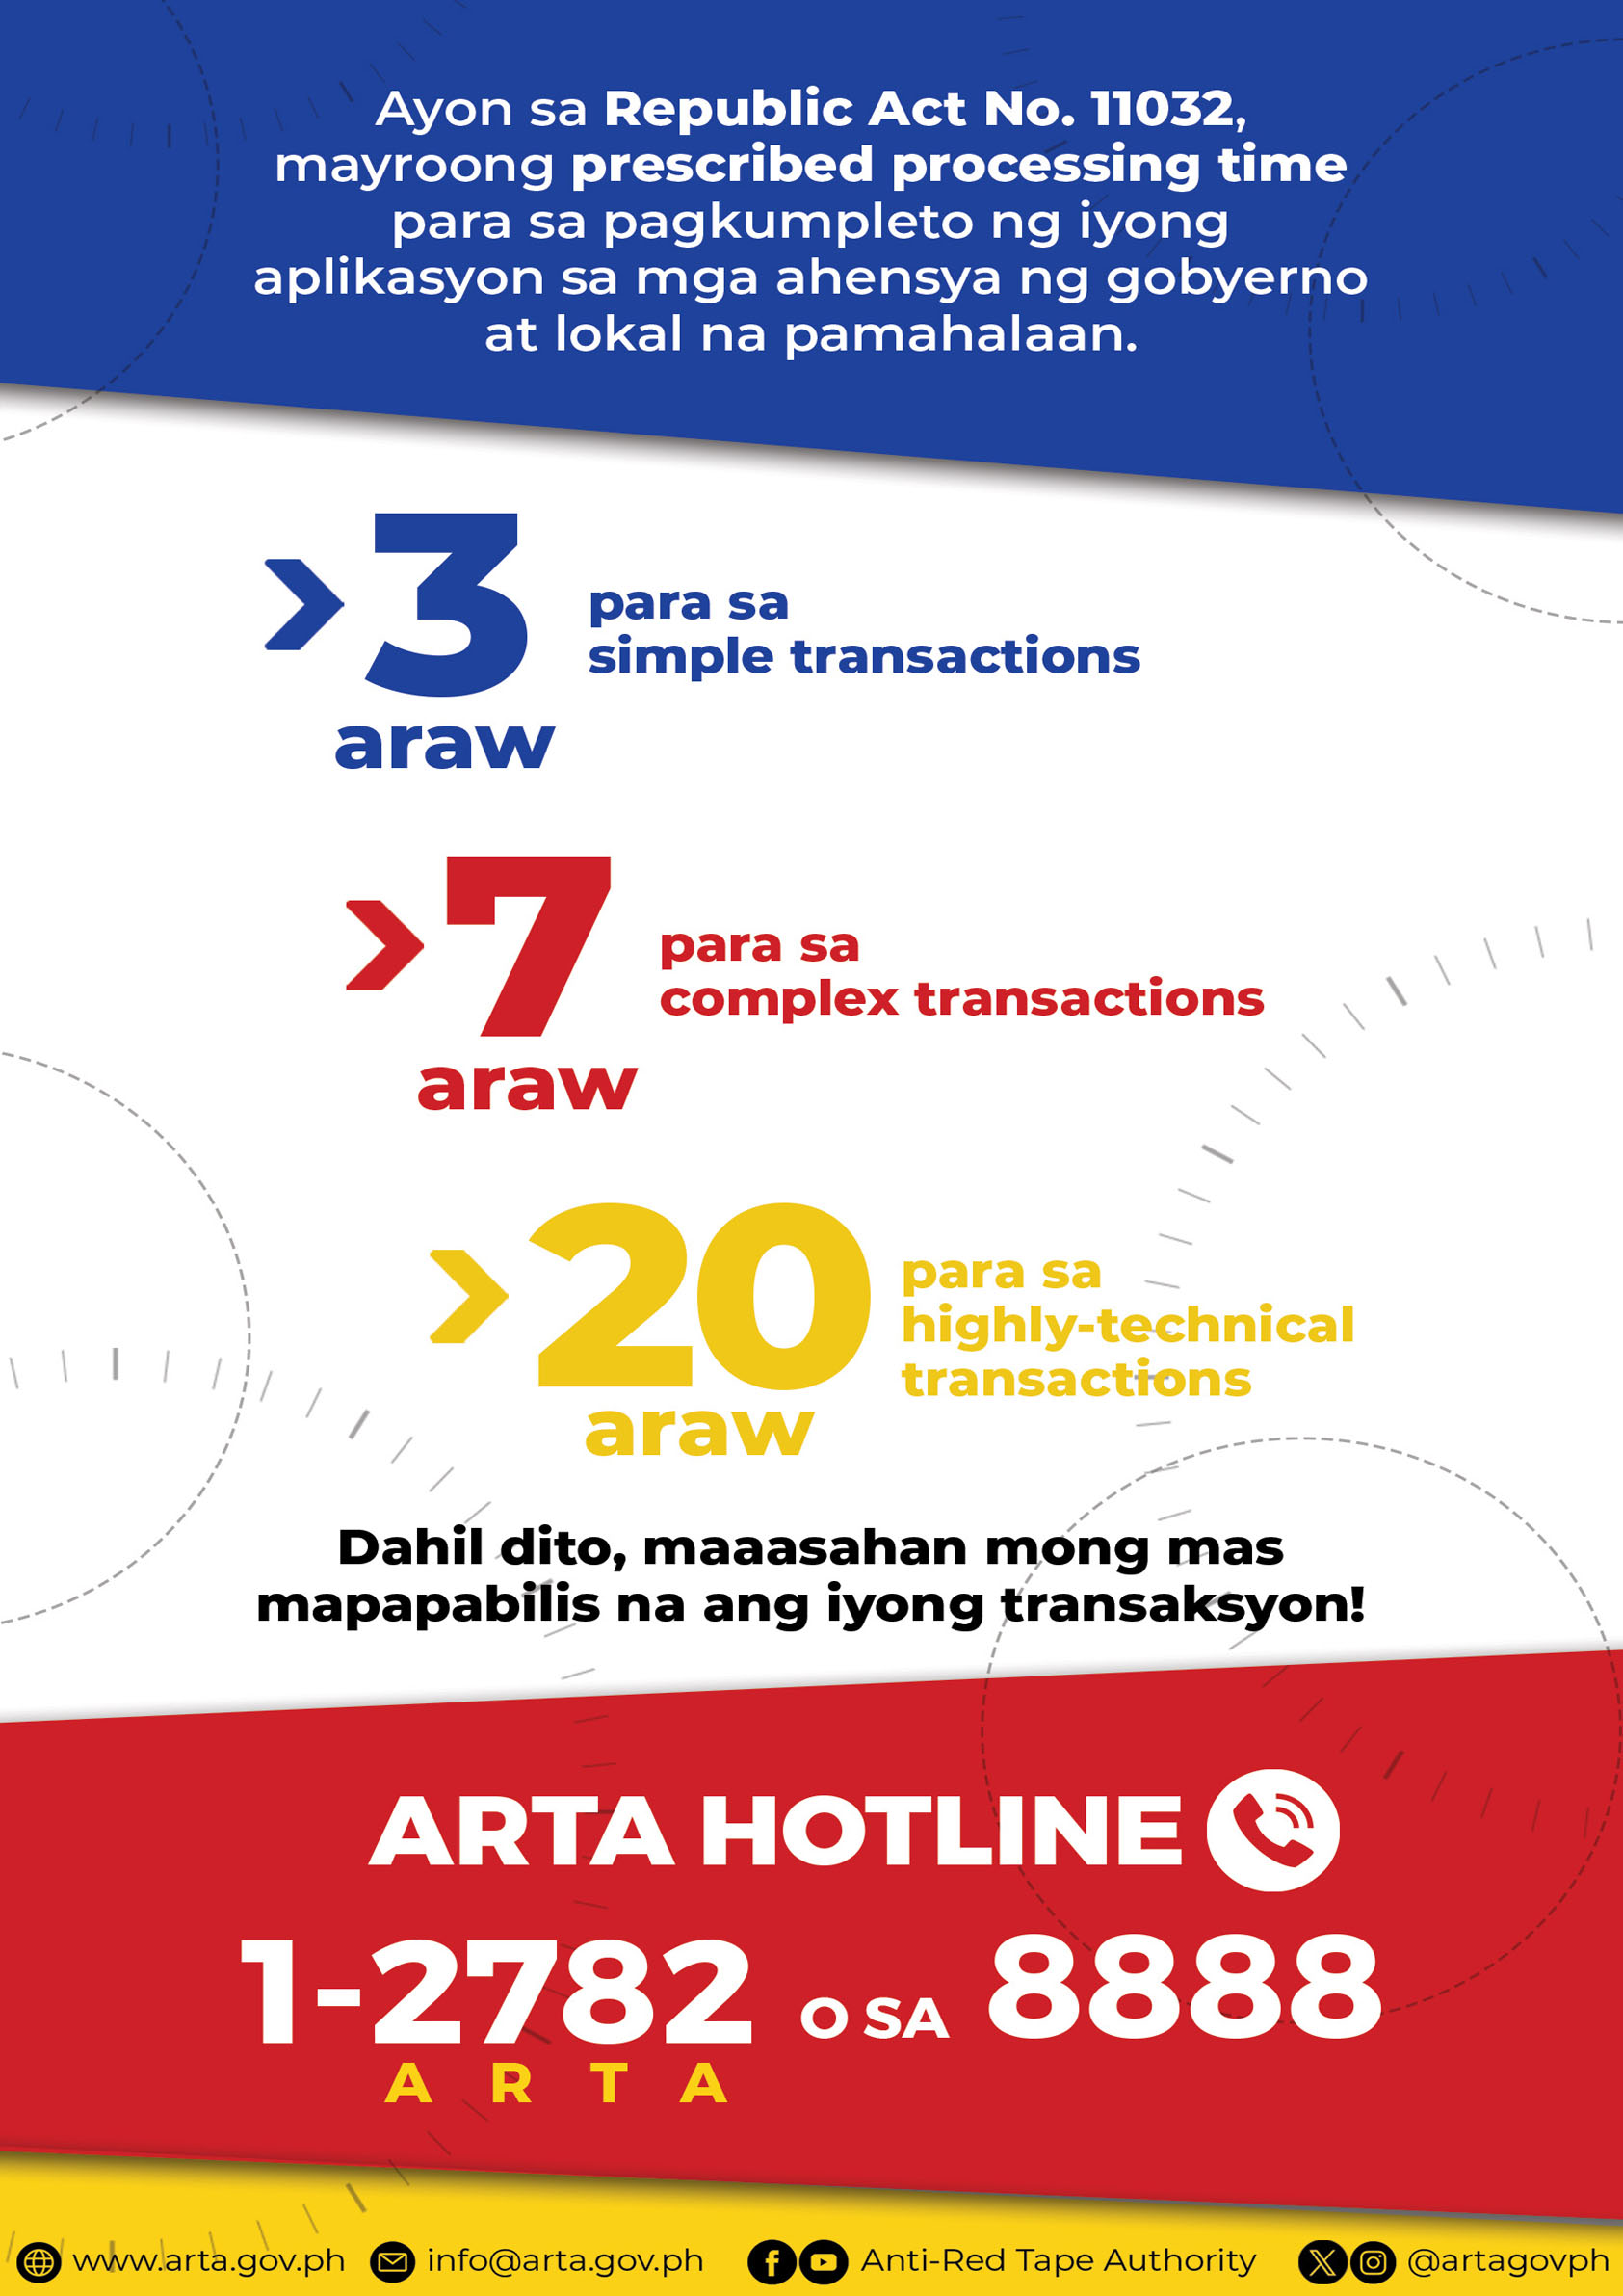 Ayon sa Republic Act No. 11032,
mayroong prescribed processing time
para sa pagkumpleto ng iyong
aplikasyon sa mga ahensya ng gobyerno
at lokal na pamahalaan.
3
araw
para sa
simple transactions
7
araw
para sa
complex transactions
20
araw
para sa
highly-technical
transactions
Dahil dito, maaasahan mong mas
mapapabilis na ang iyong transaksyon!
ARTA HOTLINE
1-2782 O SA 8888
A R T A
www.arta.gov.ph info@arta.gov.ph Anti-Red Tape Authority @artagovph